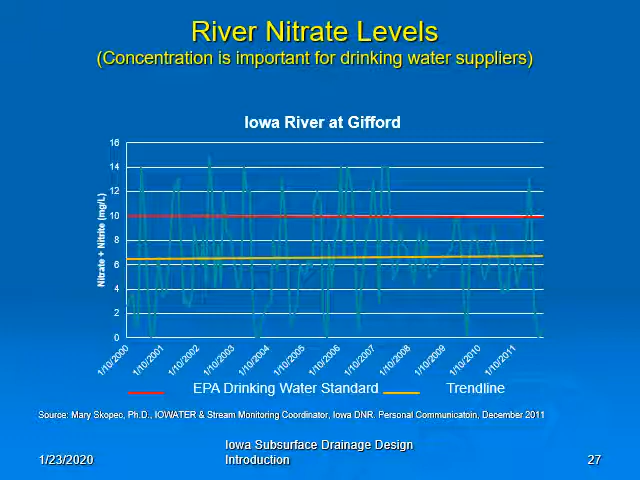 River Nitrate Levels
(Concentration is important for drinking water suppliers)
Iowa River at Gifford
Nitrate + Nitrite (mg/L)
16
14
12
10
8
6
4
2
0
1/10/2000
1/10/2001
1/10/2002
1/10/2003
1/10/2004
1/10/2005
1/10/2006
1/10/2007
1/10/2008
1/10/2009
1/10/2010
1/10/2011
EPA Drinking Water Standard
Trendline
Source: Mary Skopec, Ph.D., IOWATER & Stream Monitoring Coordinator, Iowa DNR. Personal Communicatoin, December 2011
1/23/2020
Iowa Subsurface Drainage Design
Introduction
27